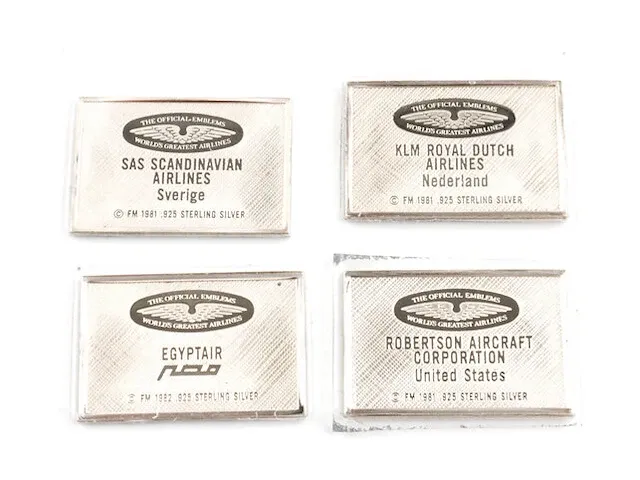 THE OFFICIAL EMBLEMS
WORLD'S GREATEST AIRLINES
SAS SCANDINAVIAN
AIRLINES
Sverige
© FM 1981 .925 STERLING SILVER
THE OFFICIAL EMBLEMS
WORLD'S GREATEST AIRLINES
KLM ROYAL DUTCH
AIRLINES
Nederland
© FM 1981 .925 STERLING SILVER
THE OFFICIAL EMBLEMS
WORLD'S GREATEST AIRLINES
EGYPTAIR
مصر
© FM 1982 .925 STERLING SILVER
THE OFFICIAL EMBLEMS
WORLD'S GREATEST AIRLINES
ROBERTSON AIRCRAFT
CORPORATION
United States
© FM 1981 .925 STERLING SILVER